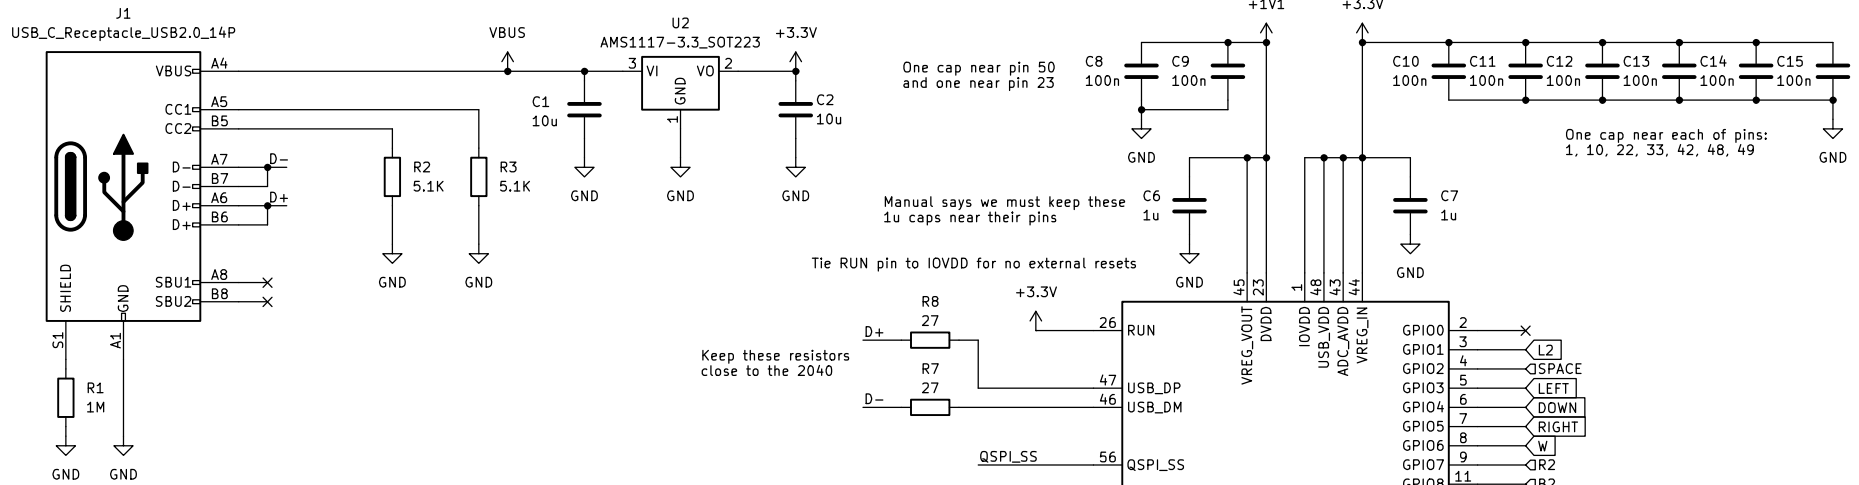 J1
USB_C_Receptacle_USB2.0_14P
VBUS
A4
CC1
A5
CC2
B5
D-
A7
D-
D-
B7
D+
A6
D+
D+
B6
SBU1
A8
SBU2
B8
SHIELD
GND
S1
A1
R1
1M
GND
GND
R2
5.1K
GND
R3
5.1K
GND
VBUS
C1
10u
GND
U2
AMS1117-3.3_SOT223
3
VI
VO
2
GND
1
GND
+3.3V
C2
10u
GND
+1V1
+3.3V
One cap near pin 50
and one near pin 23
C8
100n
C9
100n
GND
C10
100n
C11
100n
C12
100n
C13
100n
C14
100n
C15
100n
One cap near each of pins:
1, 10, 22, 33, 42, 48, 49
GND
Manual says we must keep these
1u caps near their pins
C6
1u
GND
C7
1u
GND
Tie RUN pin to IOVDD for no external resets
+3.3V
45
23
1
48
43
44
VREG_VOUT
DVDD
IOVDD
USB_VDD
ADC_AVDD
VREG_IN
26
RUN
R8
27
D+
Keep these resistors
close to the 2040
R7
27
D-
47
USB_DP
46
USB_DM
QSPI_SS
56
QSPI_SS
GPIO0
2
GPIO1
3
L2
GPIO2
4
SPACE
GPIO3
5
LEFT
GPIO4
6
DOWN
GPIO5
7
RIGHT
GPIO6
8
W
GPIO7
9
R2
GPIO8
11